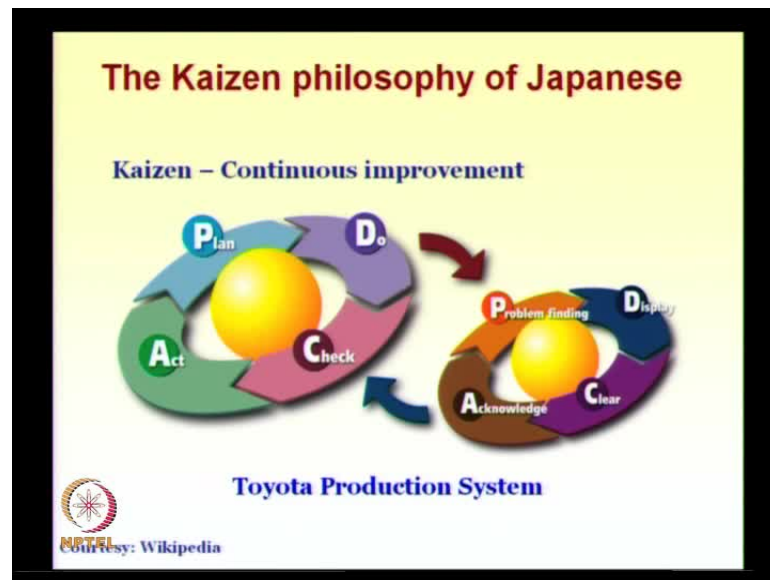 The Kaizen philosophy of Japanese
Kaizen – Continuous improvement
Plan
Do
Check
Act
Problem finding
Display
Clear
Acknowledge
Toyota Production System
NPTEL
Courtesy: Wikipedia